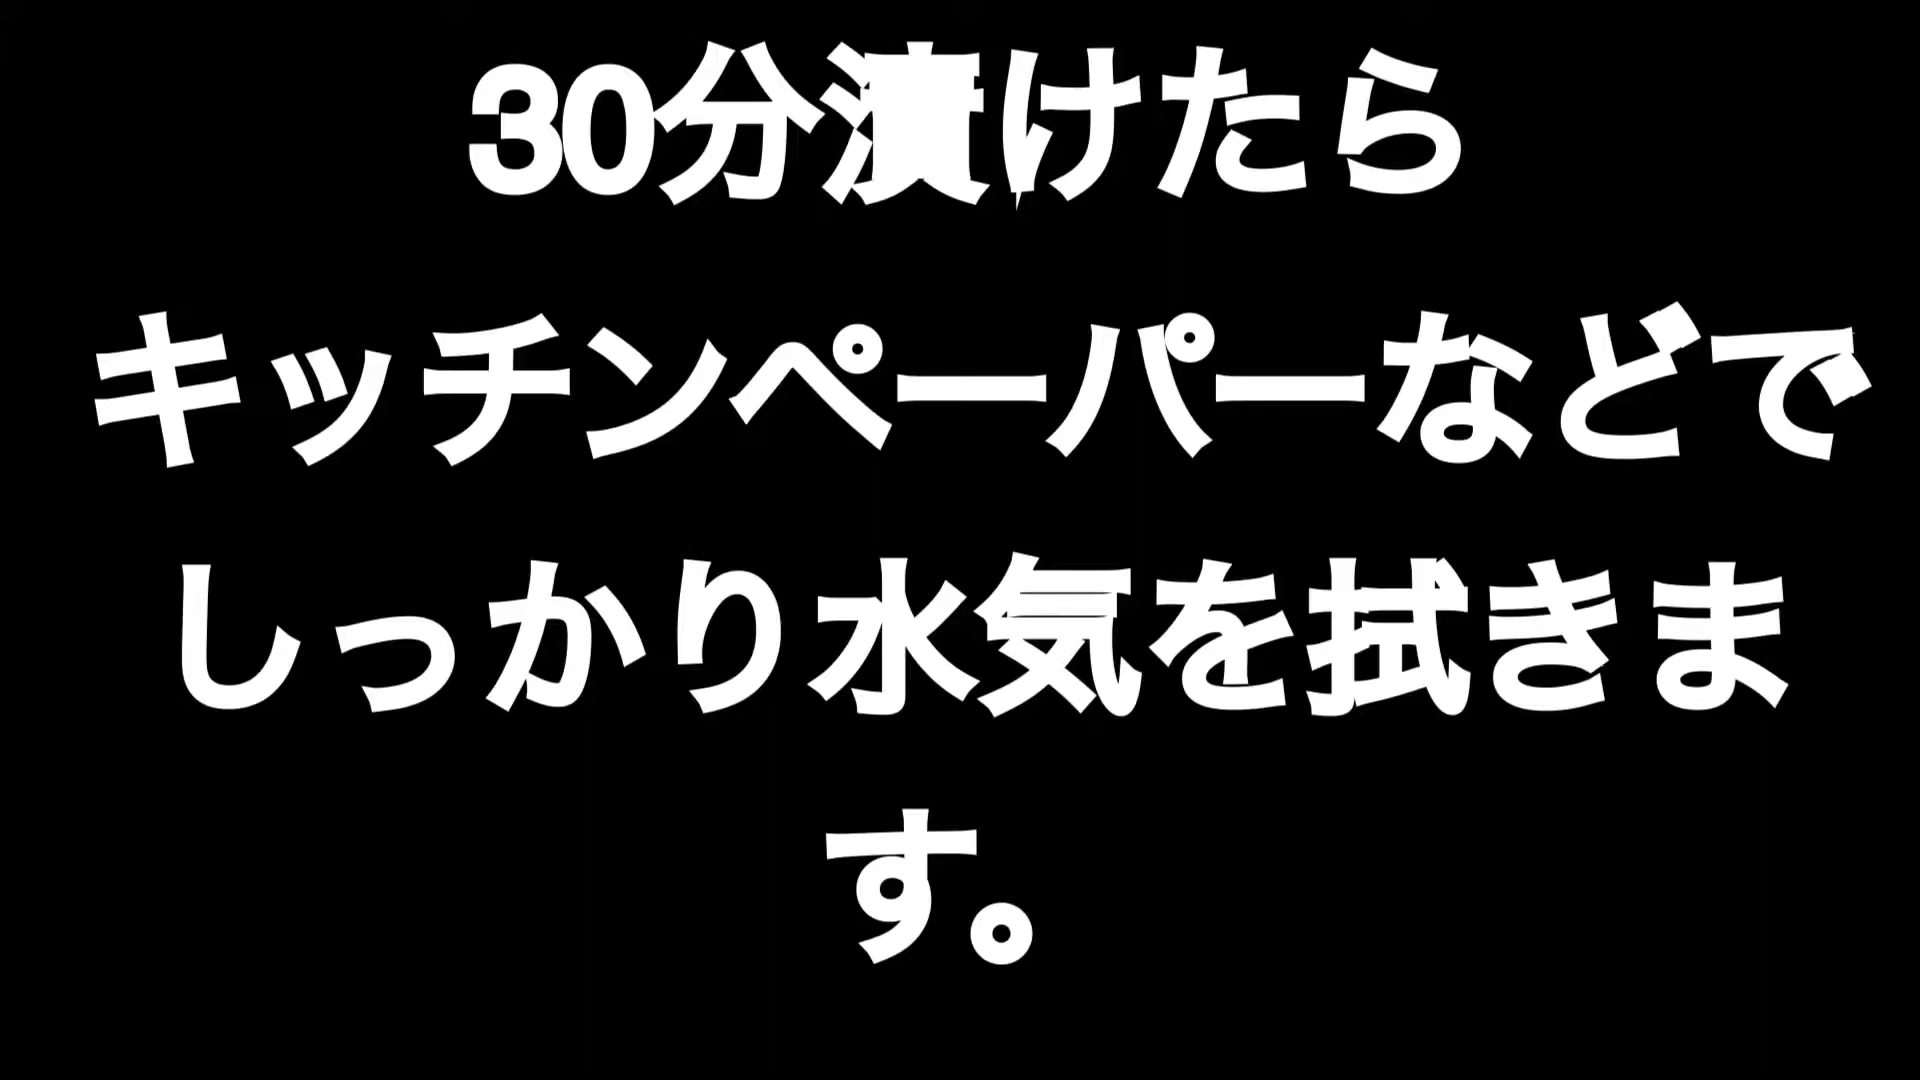 30分漬けたら
キッチンペーパーなどで
しっかり水気を拭きま
す。